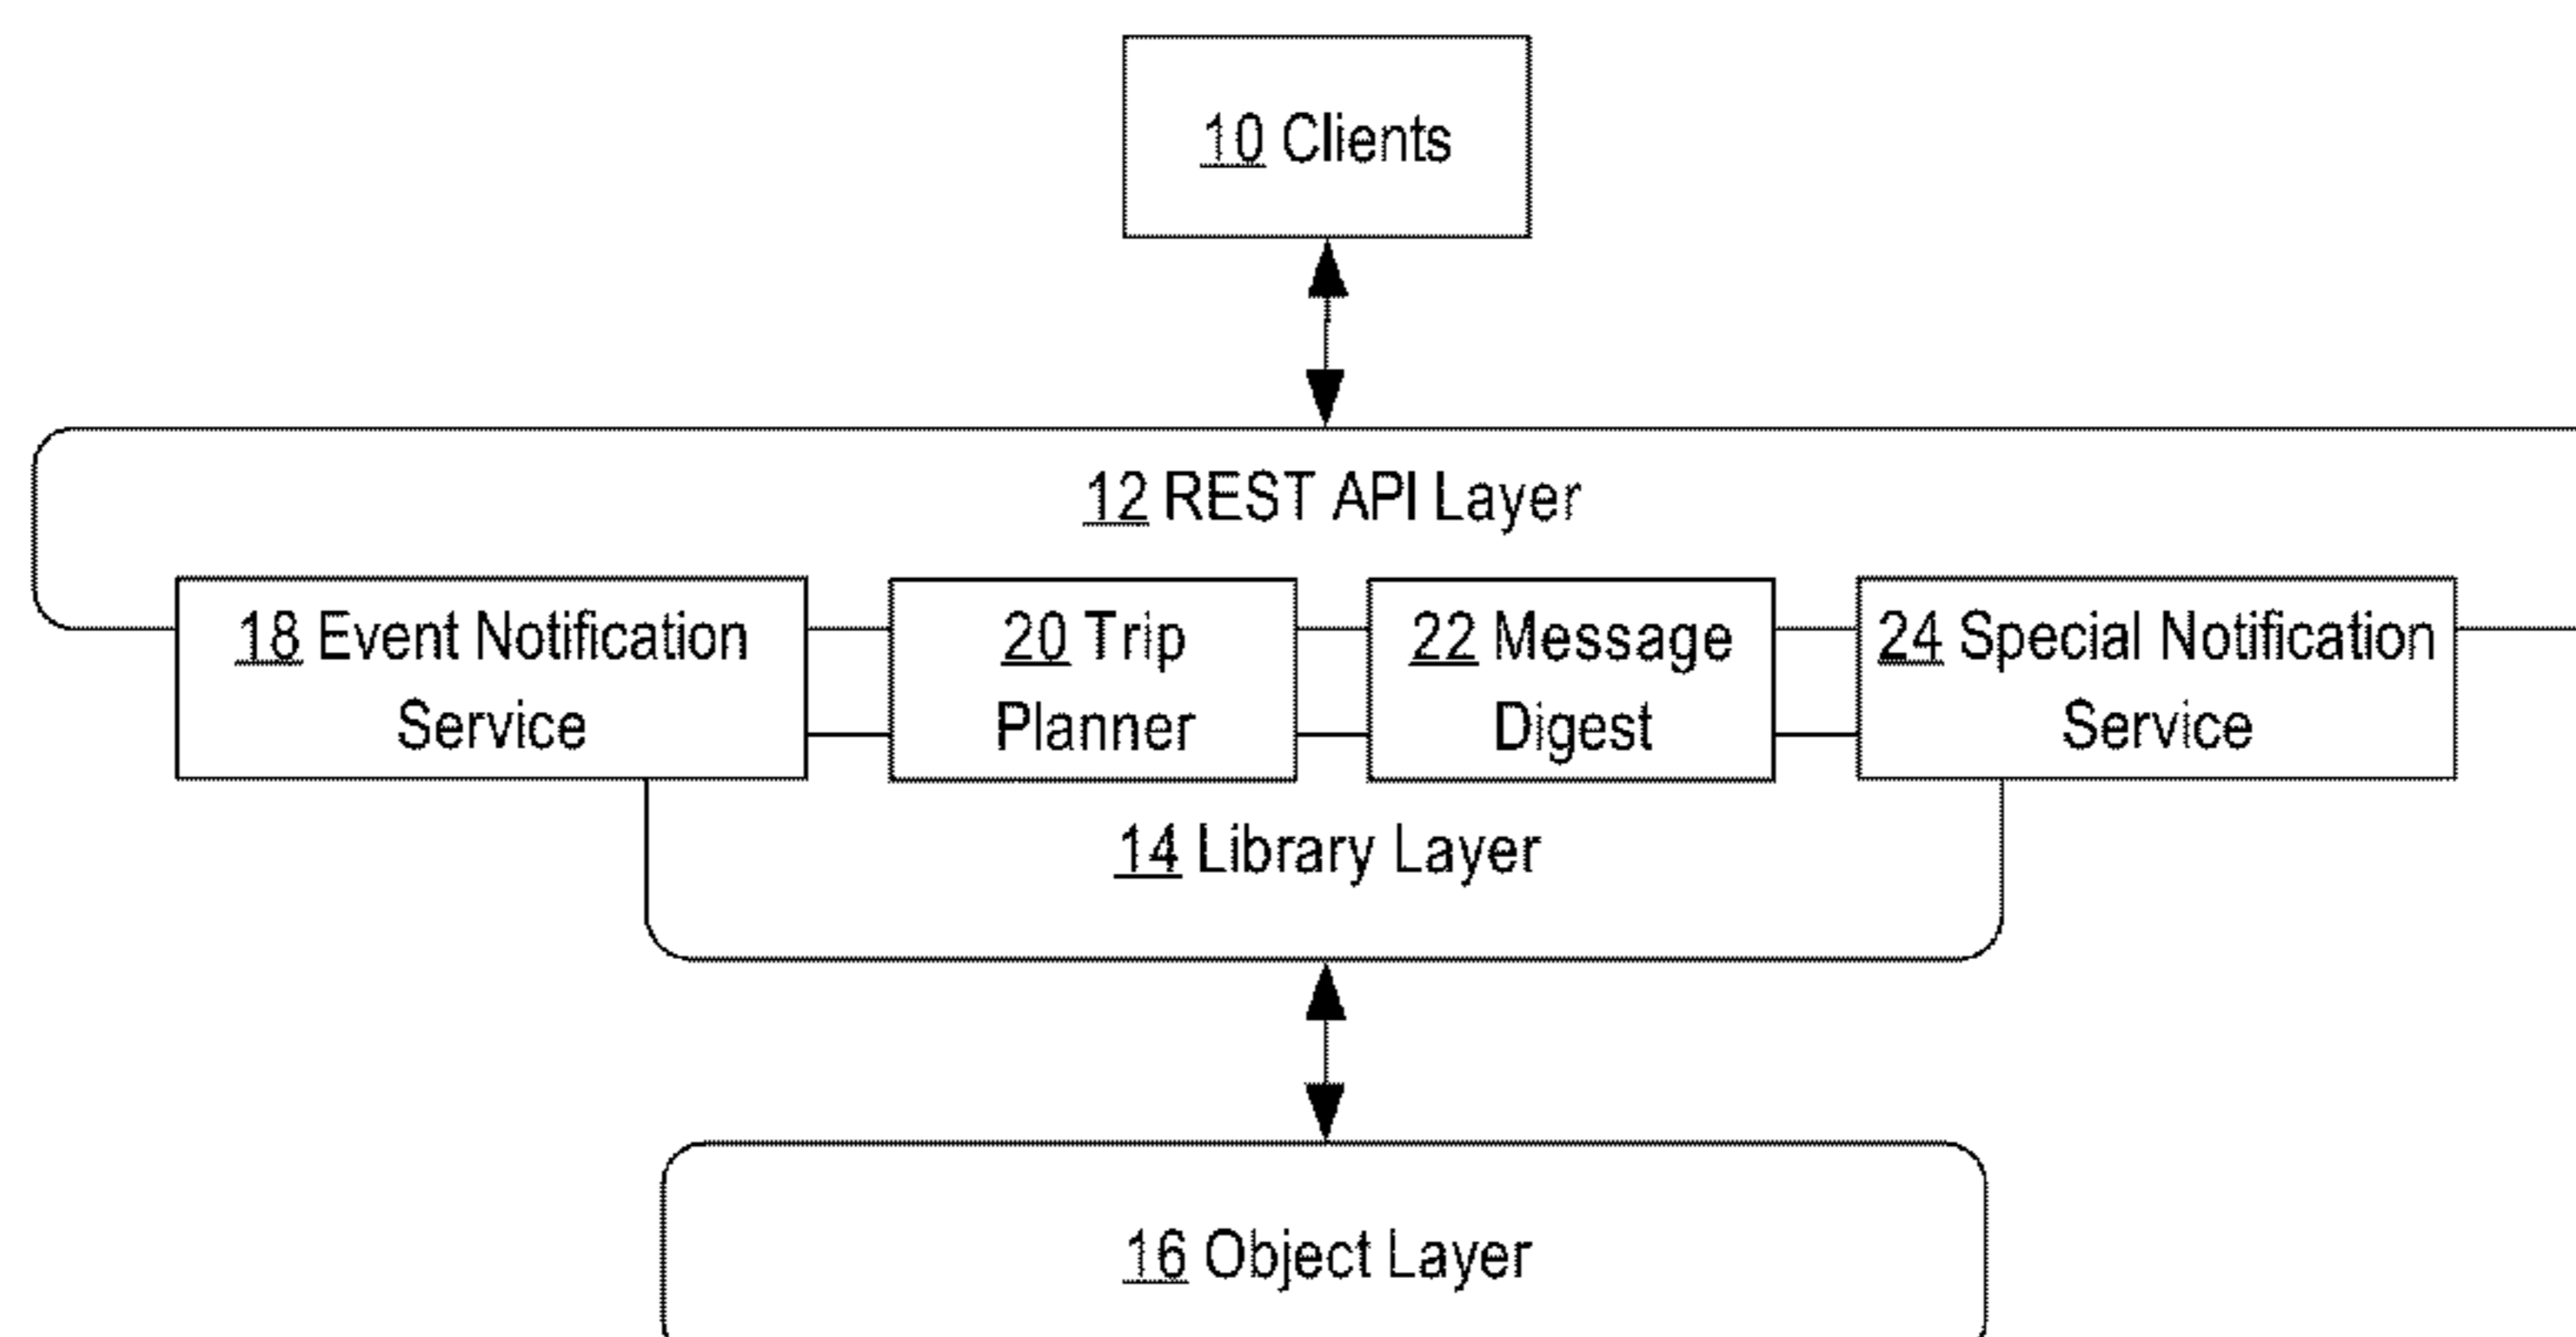 10 Clients
12 REST API Layer
18 Event Notification
Service
20 Trip
Planner
22 Message
Digest
24 Special Notification
Service
14 Library Layer
16 Object Layer